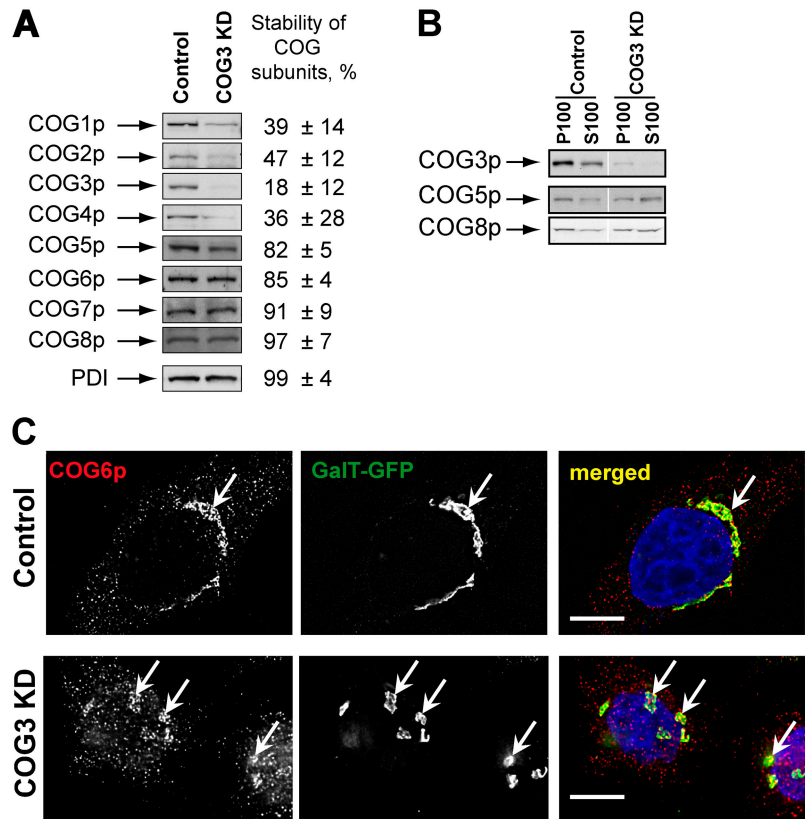 A
Control
COG3 KD
Stability of
COG
subunits, %
COG1p
39 ± 14
COG2p
47 ± 12
COG3p
18 ± 12
COG4p
36 ± 28
COG5p
82 ± 5
COG6p
85 ± 4
COG7p
91 ± 9
COG8p
97 ± 7
PDI
99 ± 4
B
Control
COG3 KD
P100
S100
P100
S100
COG3p
COG5p
COG8p
C
Control
COG6p
GalT-GFP
merged
COG3 KD